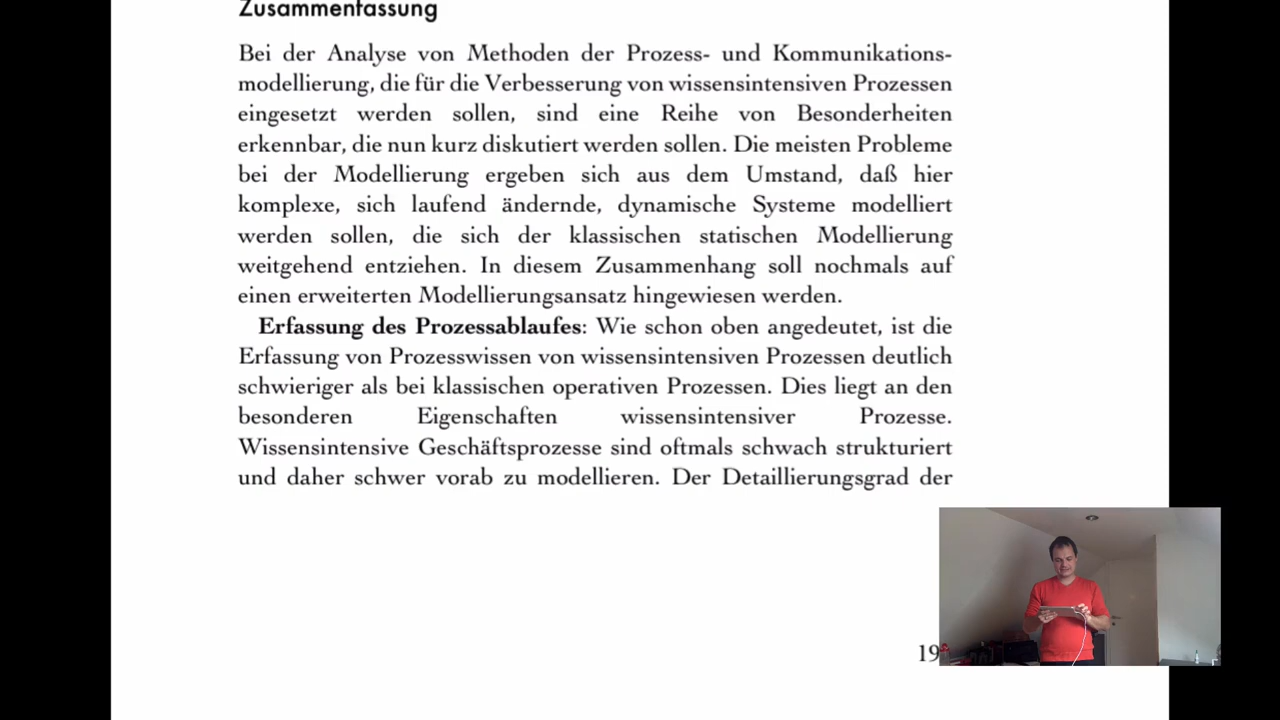 Zusammenfassung
Bei der Analyse von Methoden der Prozess- und Kommunikations-
modellierung, die für die Verbesserung von wissensintensiven Prozessen
eingesetzt werden sollen, sind eine Reihe von Besonderheiten
erkennbar, die nun kurz diskutiert werden sollen. Die meisten Probleme
bei der Modellierung ergeben sich aus dem Umstand, daß hier
komplexe, sich laufend ändernde, dynamische Systeme modelliert
werden sollen, die sich der klassischen statischen Modellierung
weitgehend entziehen. In diesem Zusammenhang soll nochmals auf
einen erweiterten Modellierungsansatz hingewiesen werden.
Erfassung des Prozessablaufes: Wie schon oben angedeutet, ist die
Erfassung von Prozesswissen von wissensintensiven Prozessen deutlich
schwieriger als bei klassischen operativen Prozessen. Dies liegt an den
besonderen Eigenschaften wissensintensiver Prozesse.
Wissensintensive Geschäftsprozesse sind oftmals schwach strukturiert
und daher schwer vorab zu modellieren. Der Detaillierungsgrad der
19